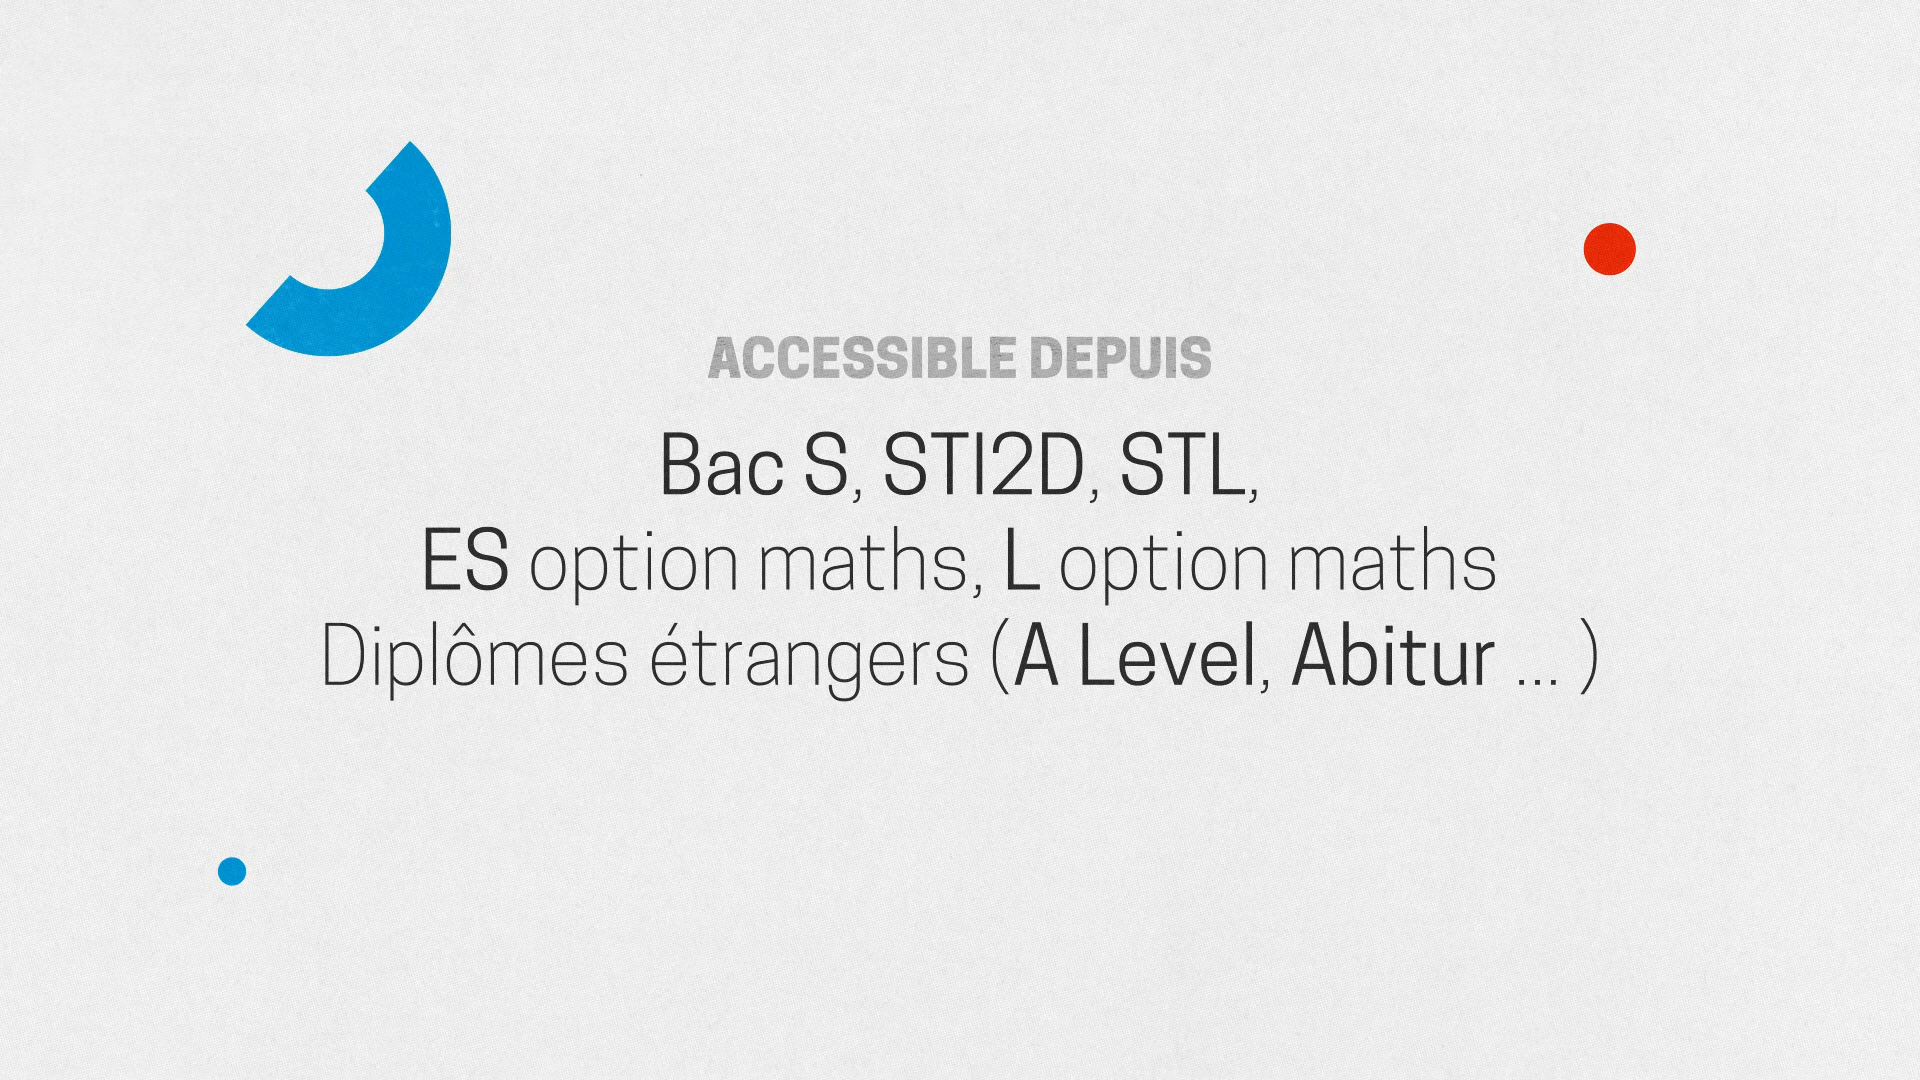 ACCESSIBLE DEPUIS
Bac S, STI2D, STL,
ES option maths, L option maths
Diplômes étrangers (A Level, Abitur ... )